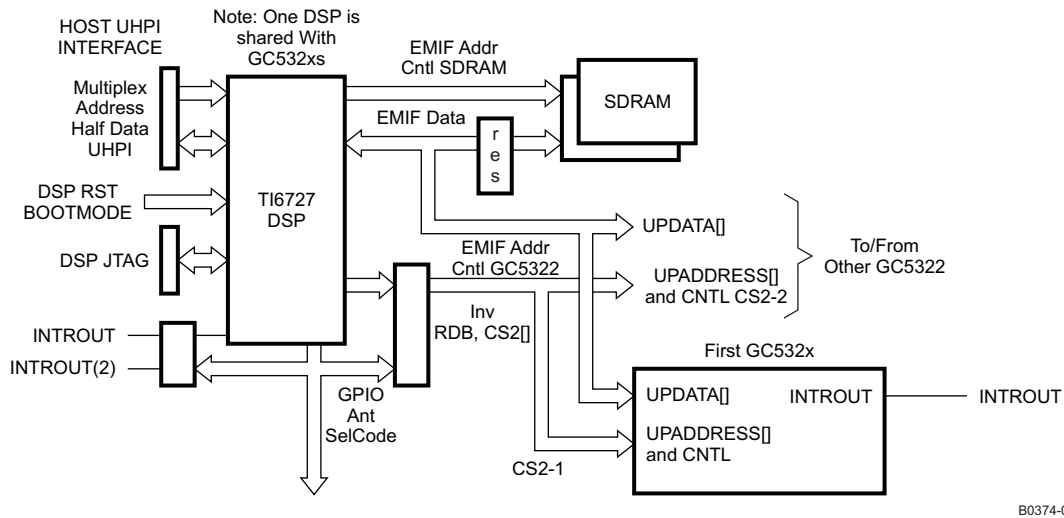 Note: One DSP is
shared With
GC532xs
HOST UHPI
INTERFACE
Multiplex
Address
Half Data
UHPI
DSP RST
BOOTMODE
DSP JTAG
INTROUT
INTROUT(2)
TI6727
DSP
EMIF Addr
Cntl SDRAM
EMIF Data
r
e
s
SDRAM
UPDATA[]
EMIF Addr
Cntl GC5322
UPADDRESS[]
and CNTL CS2-2
To/From
Other GC5322
Inv
RDB, CS2[]
GPIO
Ant
SelCode
First GC532x
UPDATA[]
INTROUT
INTROUT
UPADDRESS[]
and CNTL
CS2-1
B0374-0